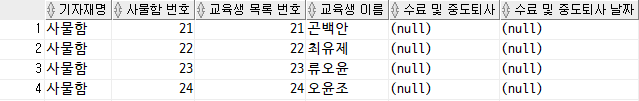 기자재명 사물함 번호 교육생 목록 번호 교육생 이름 수료 및 중도퇴사 수료 및 중도퇴사 날짜
1 사물함 21 21 곤백안 (null) (null)
2 사물함 22 22 최유제 (null) (null)
3 사물함 23 23 류오윤 (null) (null)
4 사물함 24 24 오윤조 (null) (null)